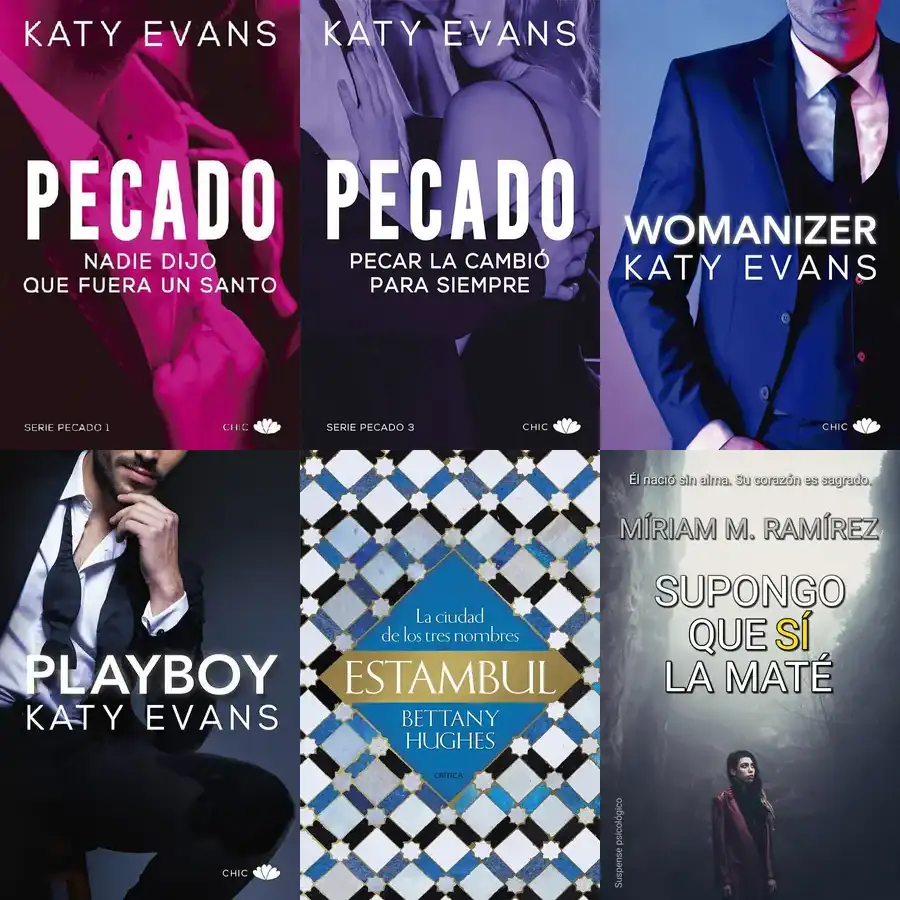 KATY EVANS
PECADO
NADIE DIJO
QUE FUERA UN SANTO
SERIE PECADO 1
CHIC
KATY EVANS
PECADO
PECAR LA CAMBIÓ
PARA SIEMPRE
SERIE PECADO 3
CHIC
WOMANIZER
KATY EVANS
CHIC
PLAYBOY
KATY EVANS
CHIC
La ciudad
de los tres nombres
ESTAMBUL
BETTANY
HUGHES
CRÍTICA
Él nació sin alma. Su corazón es sagrado.
MÍRIAM M. RAMÍREZ
SUPONGO
QUE SÍ
LA MATÉ
Suspense psicológico